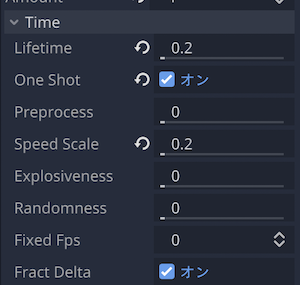 Time
Lifetime 0.2
One Shot オン
Preprocess 0
Speed Scale 0.2
Explosiveness 0
Randomness 0
Fixed Fps 0
Fract Delta オン